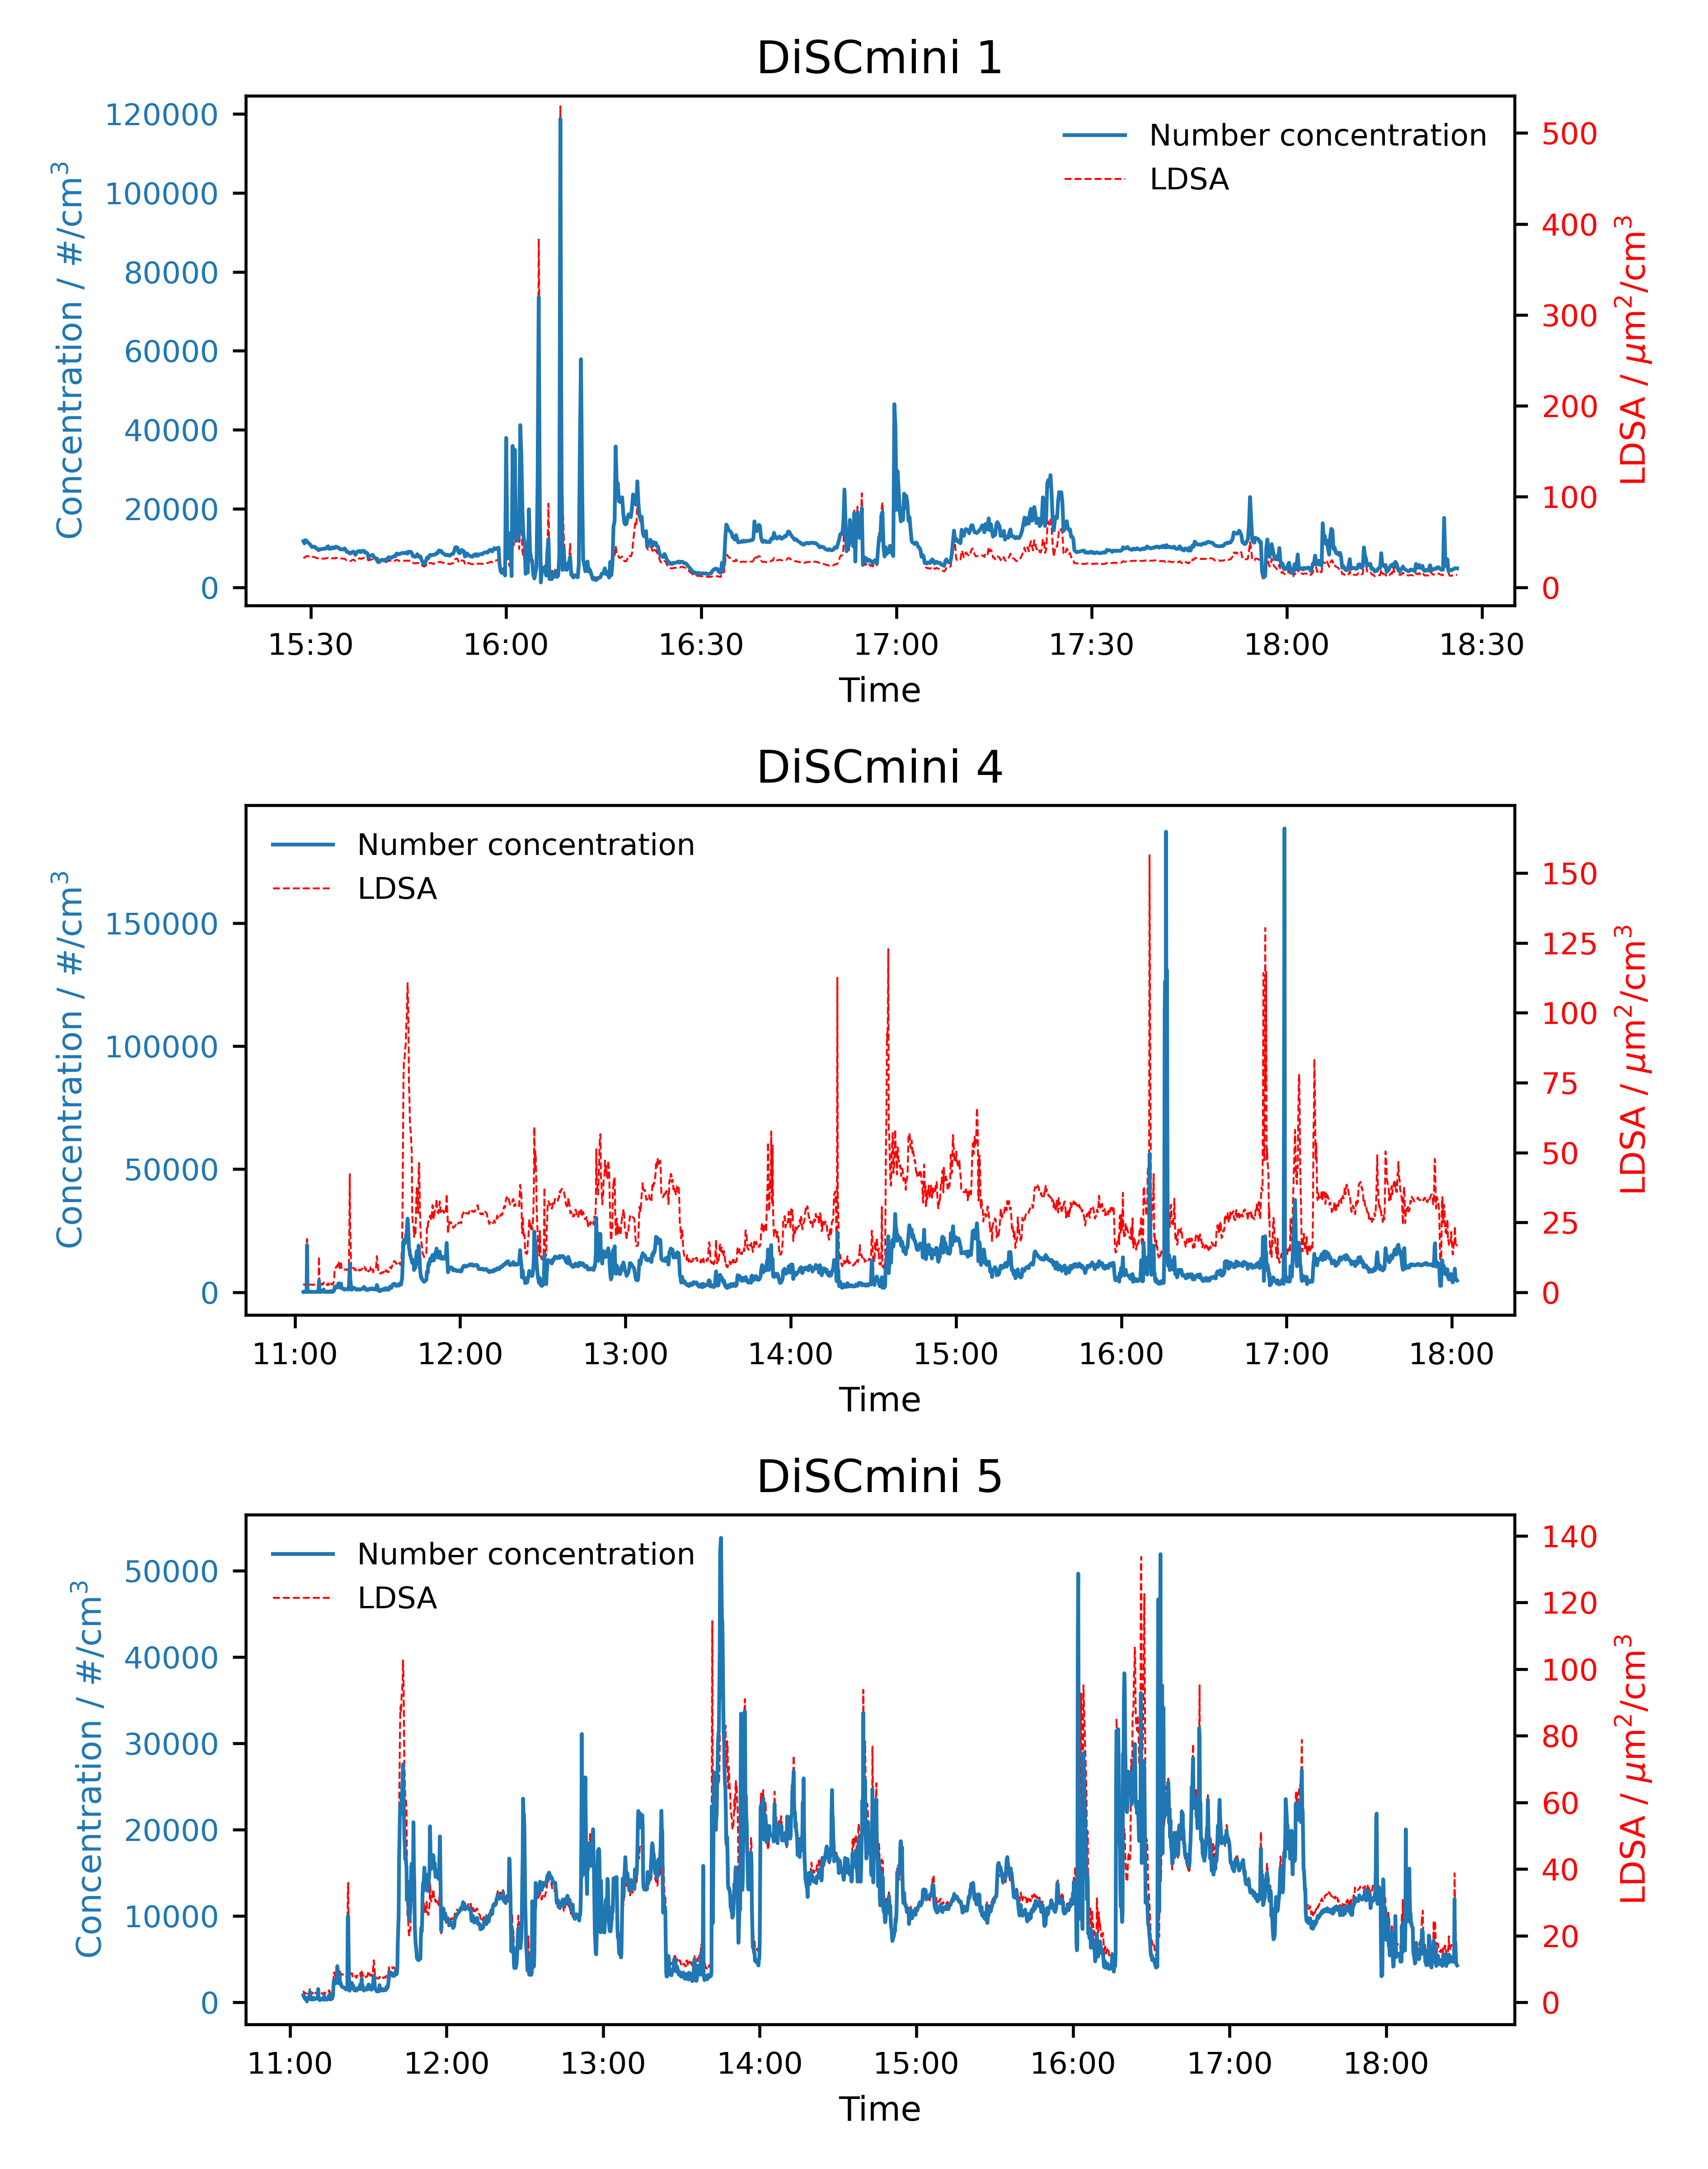 DiSCmini 1
Concentration / #/cm³
120000
100000
80000
60000
40000
20000
0
Number concentration
LDSA
500
400
300
200
100
0
LDSA / μm²/cm³
15:30 16:00 16:30 17:00 17:30 18:00 18:30
Time
DiSCmini 4
Concentration / #/cm³
150000
100000
50000
0
Number concentration
LDSA
150
125
100
75
50
25
0
LDSA / μm²/cm³
11:00 12:00 13:00 14:00 15:00 16:00 17:00 18:00
Time
DiSCmini 5
Concentration / #/cm³
50000
40000
30000
20000
10000
0
Number concentration
LDSA
140
120
100
80
60
40
20
0
LDSA / μm²/cm³
11:00 12:00 13:00 14:00 15:00 16:00 17:00 18:00
Time